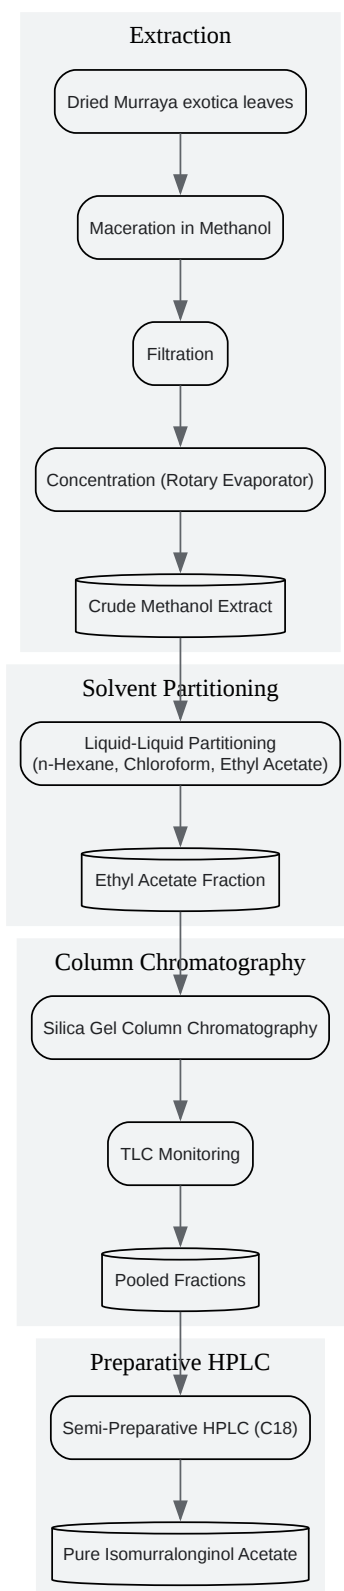 Extraction
Dried Murraya exotica leaves
Maceration in Methanol
Filtration
Concentration (Rotary Evaporator)
Crude Methanol Extract
Solvent Partitioning
Liquid-Liquid Partitioning
(n-Hexane, Chloroform, Ethyl Acetate)
Ethyl Acetate Fraction
Column Chromatography
Silica Gel Column Chromatography
TLC Monitoring
Pooled Fractions
Preparative HPLC
Semi-Preparative HPLC (C18)
Pure Isomurralonginol Acetate